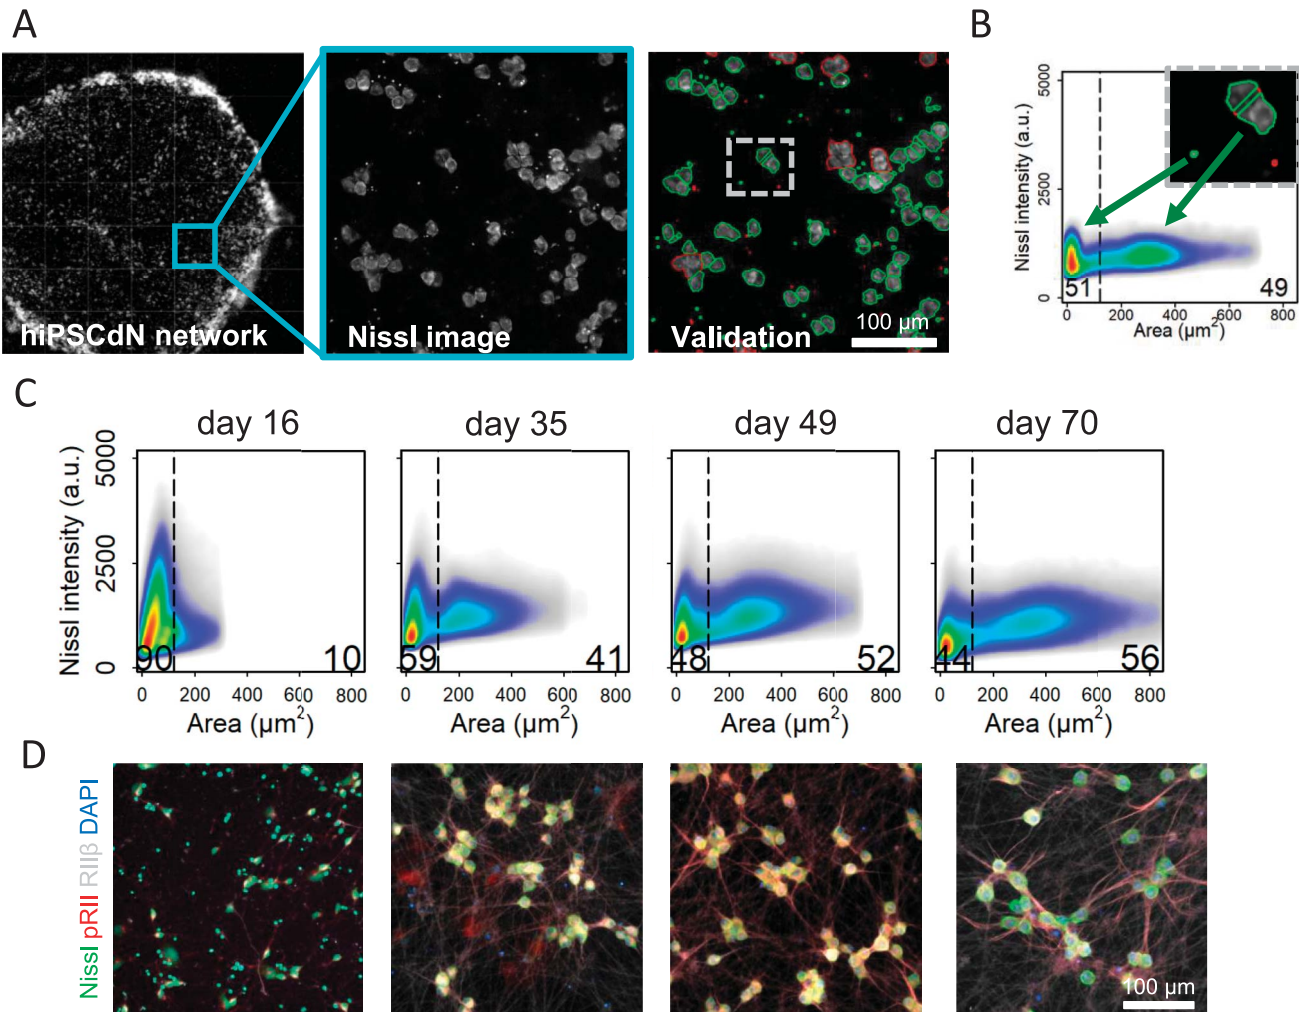 A
B
hiPSCdN network
Nissl image
Validation
100 µm
Nissl intensity (a.u.)
5000
2500
0
51
49
0
200
400
600
800
Area (µm²)
C
day 16
day 35
day 49
day 70
Nissl intensity (a.u.)
5000
2500
0
90
10
59
41
48
52
44
56
0 200 400 600 800
0 200 400 600 800
0 200 400 600 800
0 200 400 600 800
Area (µm²)
Area (µm²)
Area (µm²)
Area (µm²)
D
Nissl pRII RIIβ DAPI
100 µm